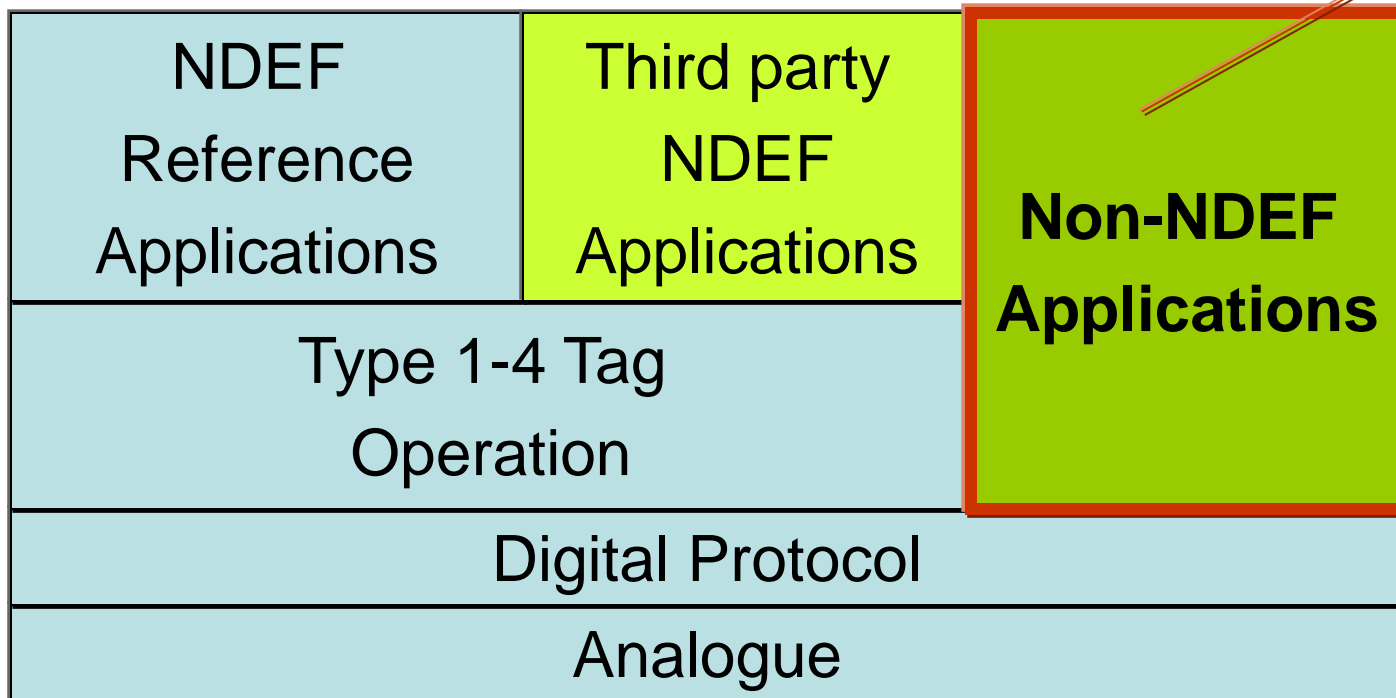 NDEF
Reference
Applications
Third party
NDEF
Applications
Non-NDEF
Applications
Type 1-4 Tag
Operation
Digital Protocol
Analogue